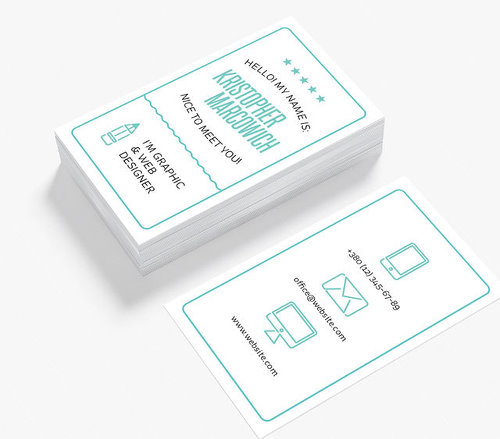 HELLO! MY NAME IS:
KRISTOPHER
MARCOWICH
NICE TO MEET YOU!
I'M GRAPHIC
& WEB
DESIGNER
+380 (12) 345-67-89
office@website.com
www.website.com